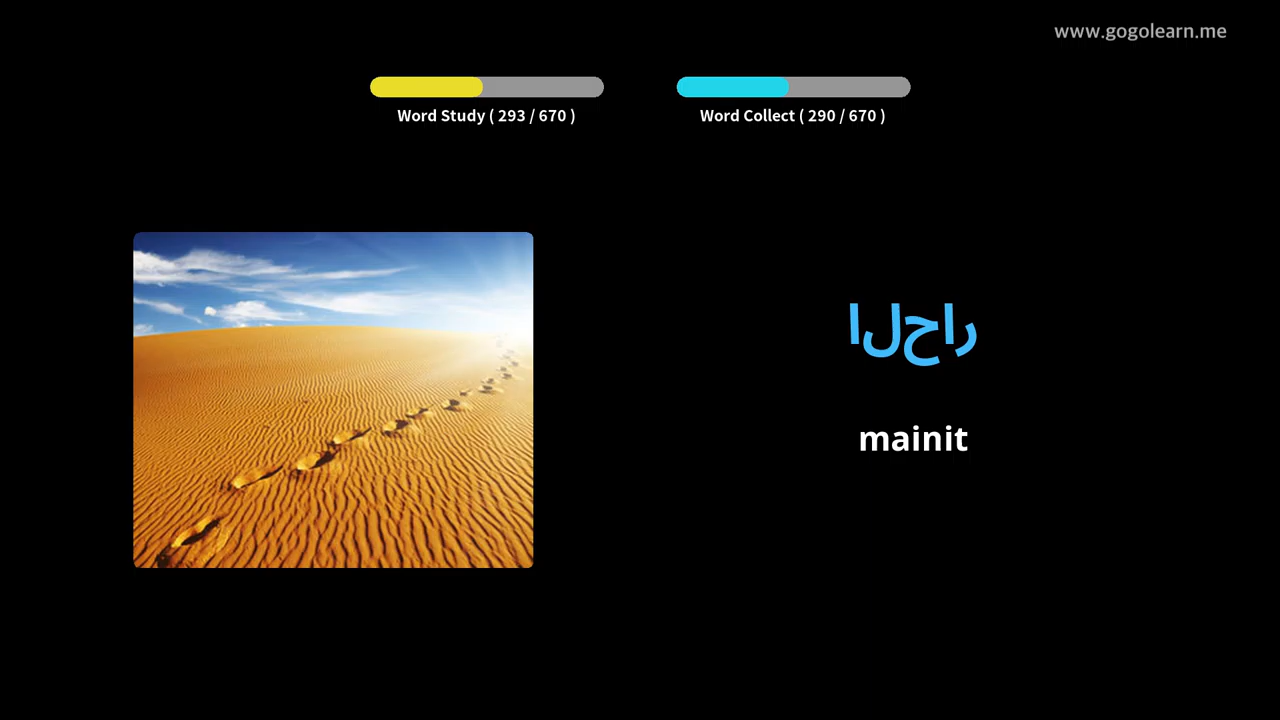 www.gogolearn.me
Word Study ( 293 / 670 )
Word Collect ( 290 / 670 )
الحار
mainit